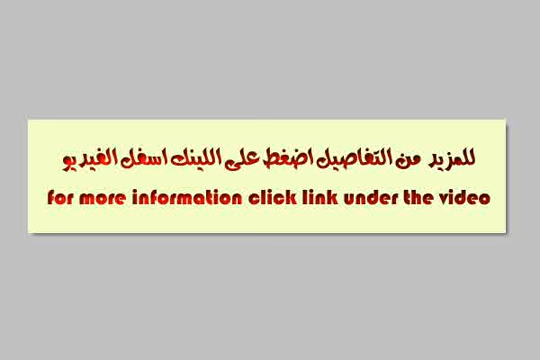 للمزيد من التفاصيل اضغط على اللينك اسفل الفيديو
for more information click link under the video